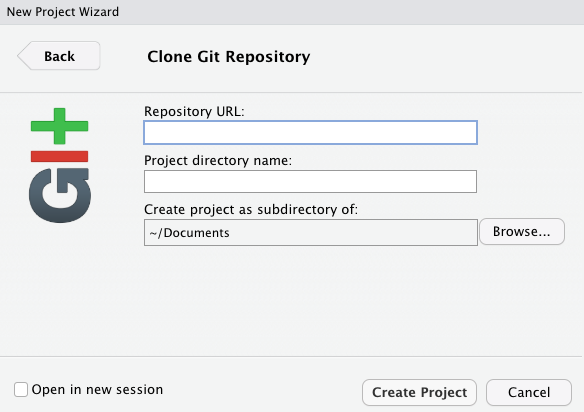 New Project Wizard
Back
Clone Git Repository
GIt
Repository URL:
Project directory name:
Create project as subdirectory of:
~/Documents
Browse...
Open in new session
Create Project
Cancel